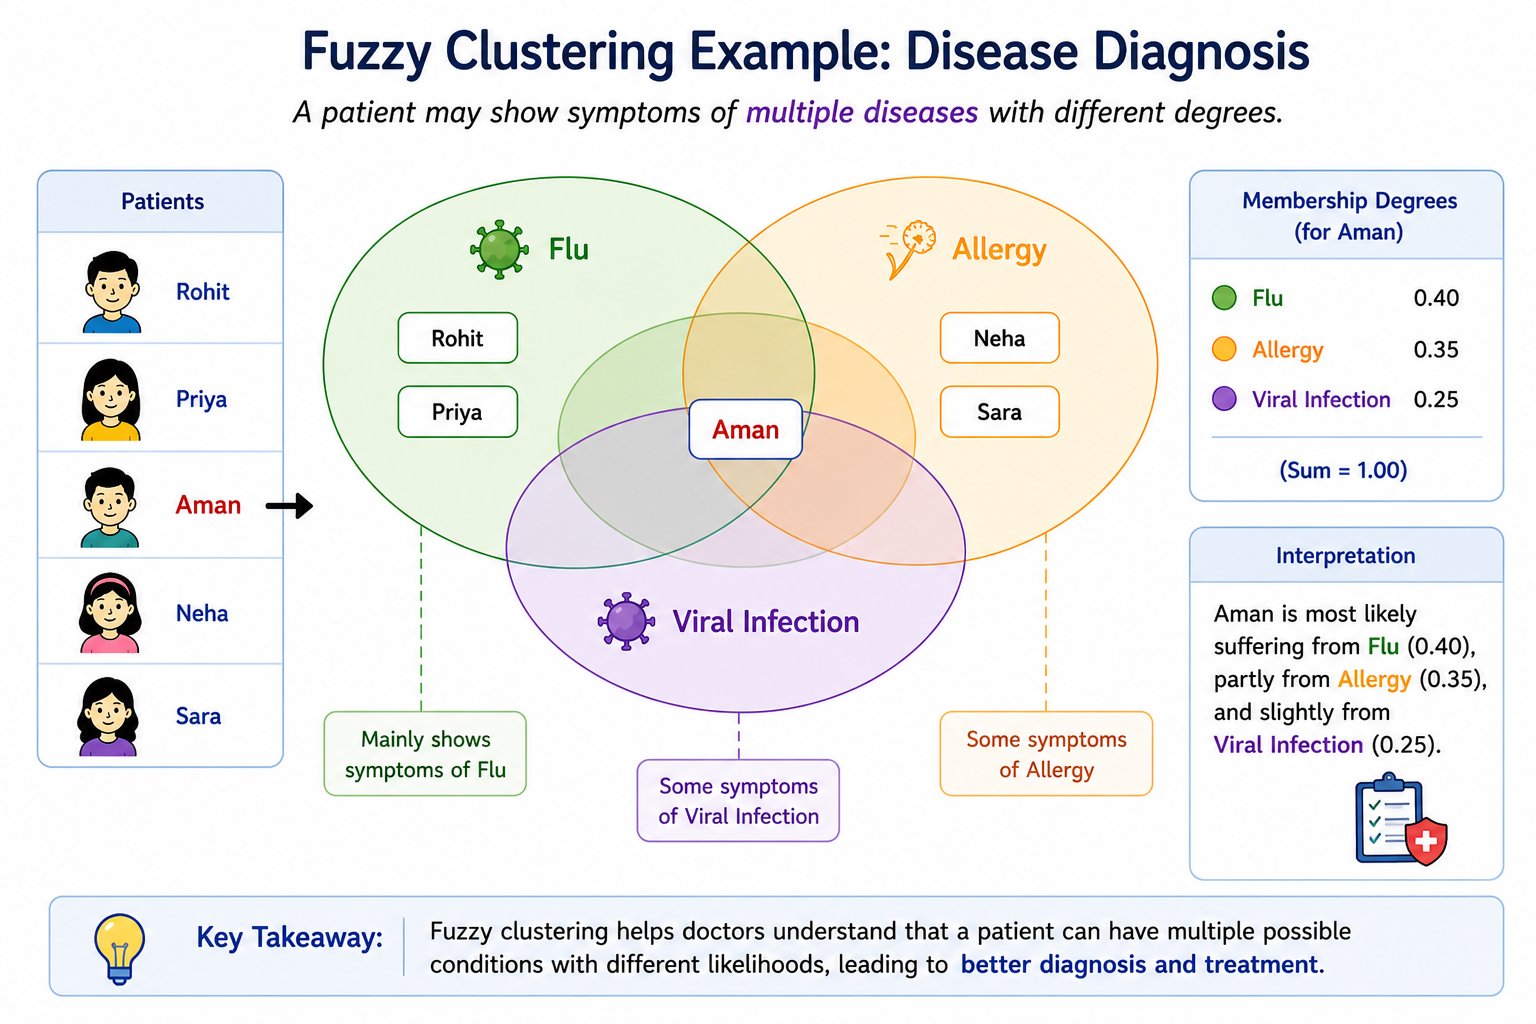 Fuzzy Clustering Example: Disease Diagnosis
A patient may show symptoms of multiple diseases with different degrees.
Patients
Rohit
Priya
Aman
Neha
Sara
Flu
Rohit
Priya
Allergy
Neha
Sara
Aman
Viral Infection
Mainly shows
symptoms of Flu
Some symptoms
of Viral Infection
Some symptoms
of Allergy
Membership Degrees
(for Aman)
Flu 0.40
Allergy 0.35
Viral Infection 0.25
(Sum = 1.00)
Interpretation
Aman is most likely
suffering from Flu (0.40),
partly from Allergy (0.35),
and slightly from
Viral Infection (0.25).
Key Takeaway:
Fuzzy clustering helps doctors understand that a patient can have multiple possible
conditions with different likelihoods, leading to better diagnosis and treatment.